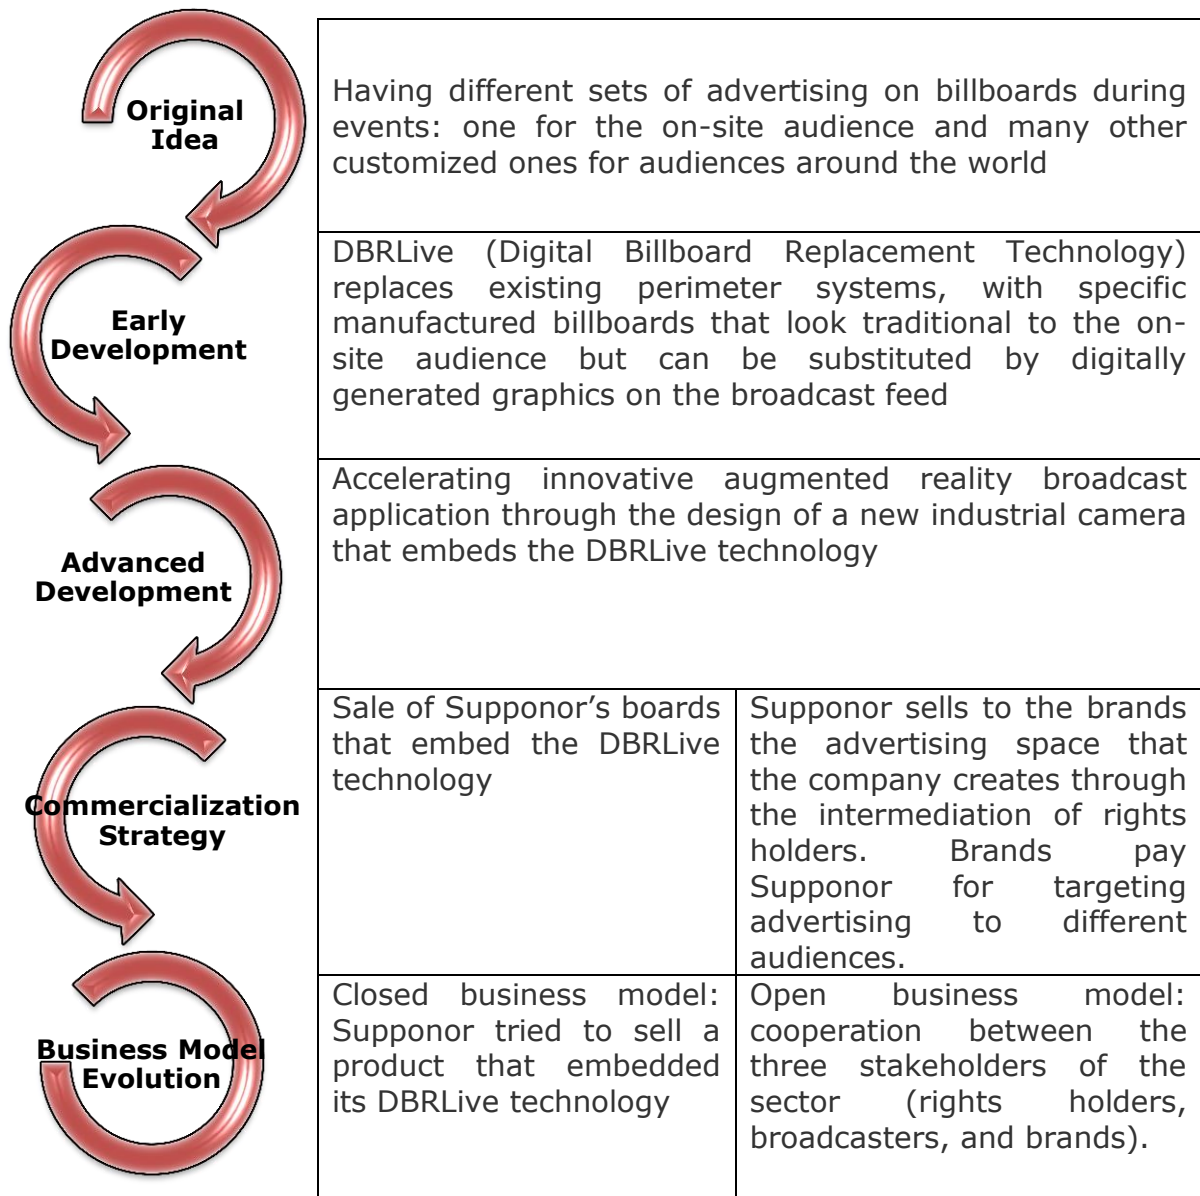 Original
Idea
Having different sets of advertising on billboards during
events: one for the on-site audience and many other
customized ones for audiences around the world
Early
Development
DBRLive (Digital Billboard Replacement Technology)
replaces existing perimeter systems, with specific
manufactured billboards that look traditional to the on-
site audience but can be substituted by digitally
generated graphics on the broadcast feed
Advanced
Development
Accelerating innovative augmented reality broadcast
application through the design of a new industrial camera
that embeds the DBRLive technology
Commercialization
Strategy
Sale of Supponor’s boards
that embed the DBRLive
technology
Supponor sells to the brands
the advertising space that
the company creates through
the intermediation of rights
holders. Brands pay
Supponor for targeting
advertising to different
audiences.
Business Model
Evolution
Closed business model:
Supponor tried to sell a
product that embedded
its DBRLive technology
Open business model:
cooperation between the
three stakeholders of the
sector (rights holders,
broadcasters, and brands).